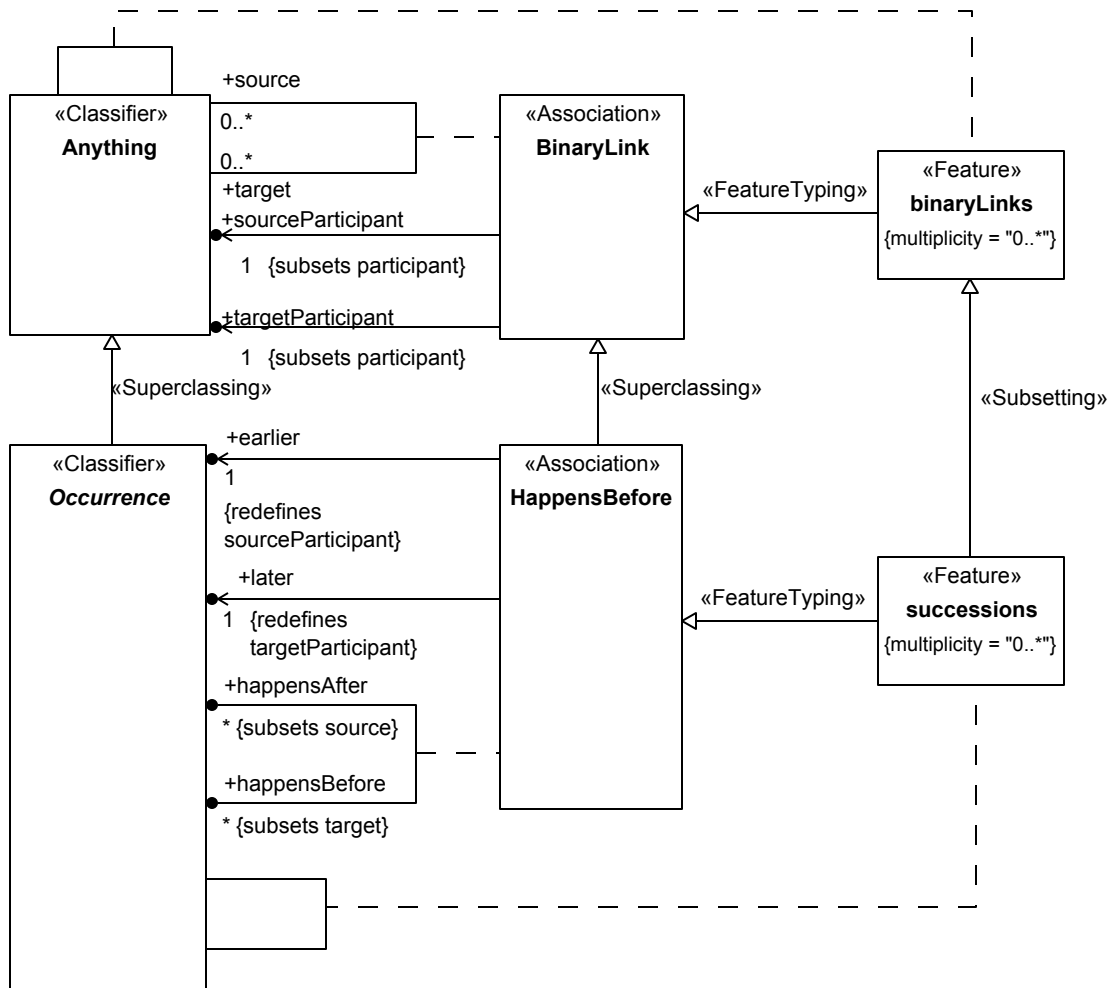 +source
«Classifier»
Anything
0..*
0..*
+target
+sourceParticipant
1 {subsets participant}
+targetParticipant
1 {subsets participant}
«Association»
BinaryLink
«FeatureTyping»
«Feature»
binaryLinks
{multiplicity = "0..*"}
«Superclassing»
«Superclassing»
«Subsetting»
«Classifier»
Occurrence
+earlier
1
{redefines
sourceParticipant}
+later
1 {redefines
targetParticipant}
+happensAfter
* {subsets source}
+happensBefore
* {subsets target}
«Association»
HappensBefore
«FeatureTyping»
«Feature»
successions
{multiplicity = "0..*"}